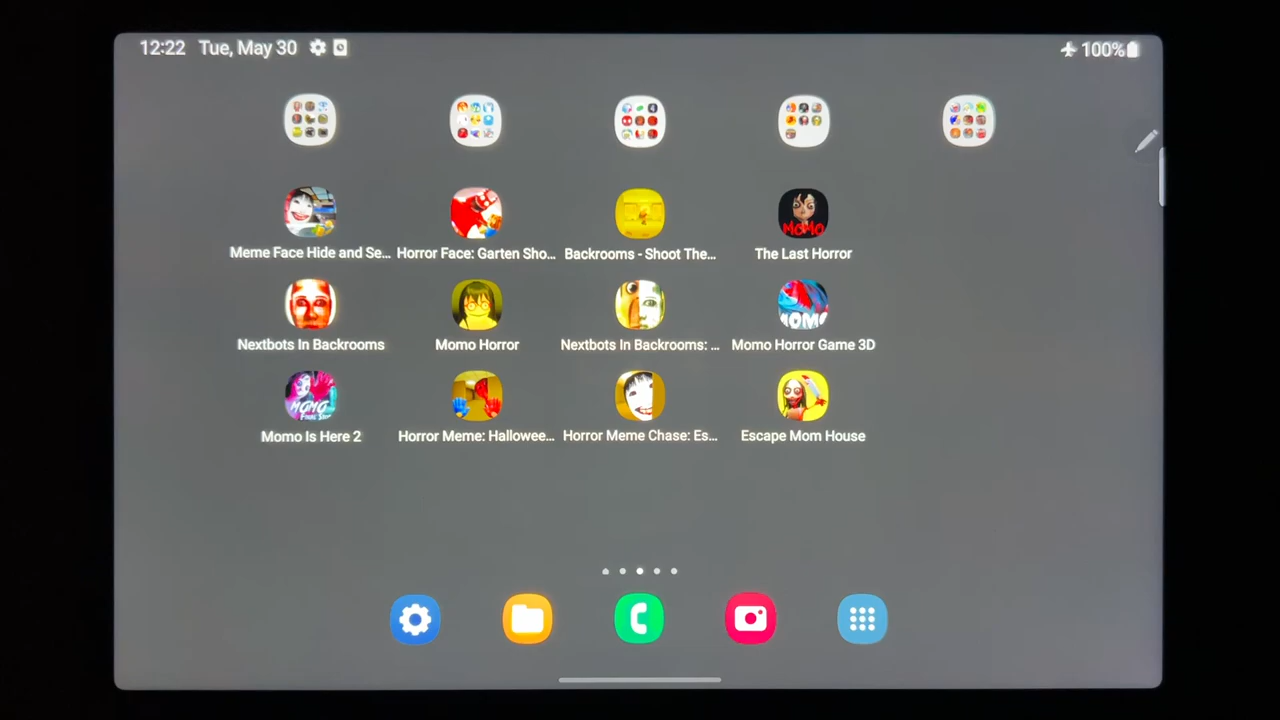 12:22 Tue, May 30
100%
Meme Face Hide and Se...
Horror Face: Garten Sho...
Backrooms - Shoot The...
The Last Horror
MOMO
Nextbots In Backrooms
Momo Horror
Nextbots In Backrooms: ...
Momo Horror Game 3D
MOMO
Momo Is Here 2
Horror Meme: Hallowee...
Horror Meme Chase: Es...
Escape Mom House